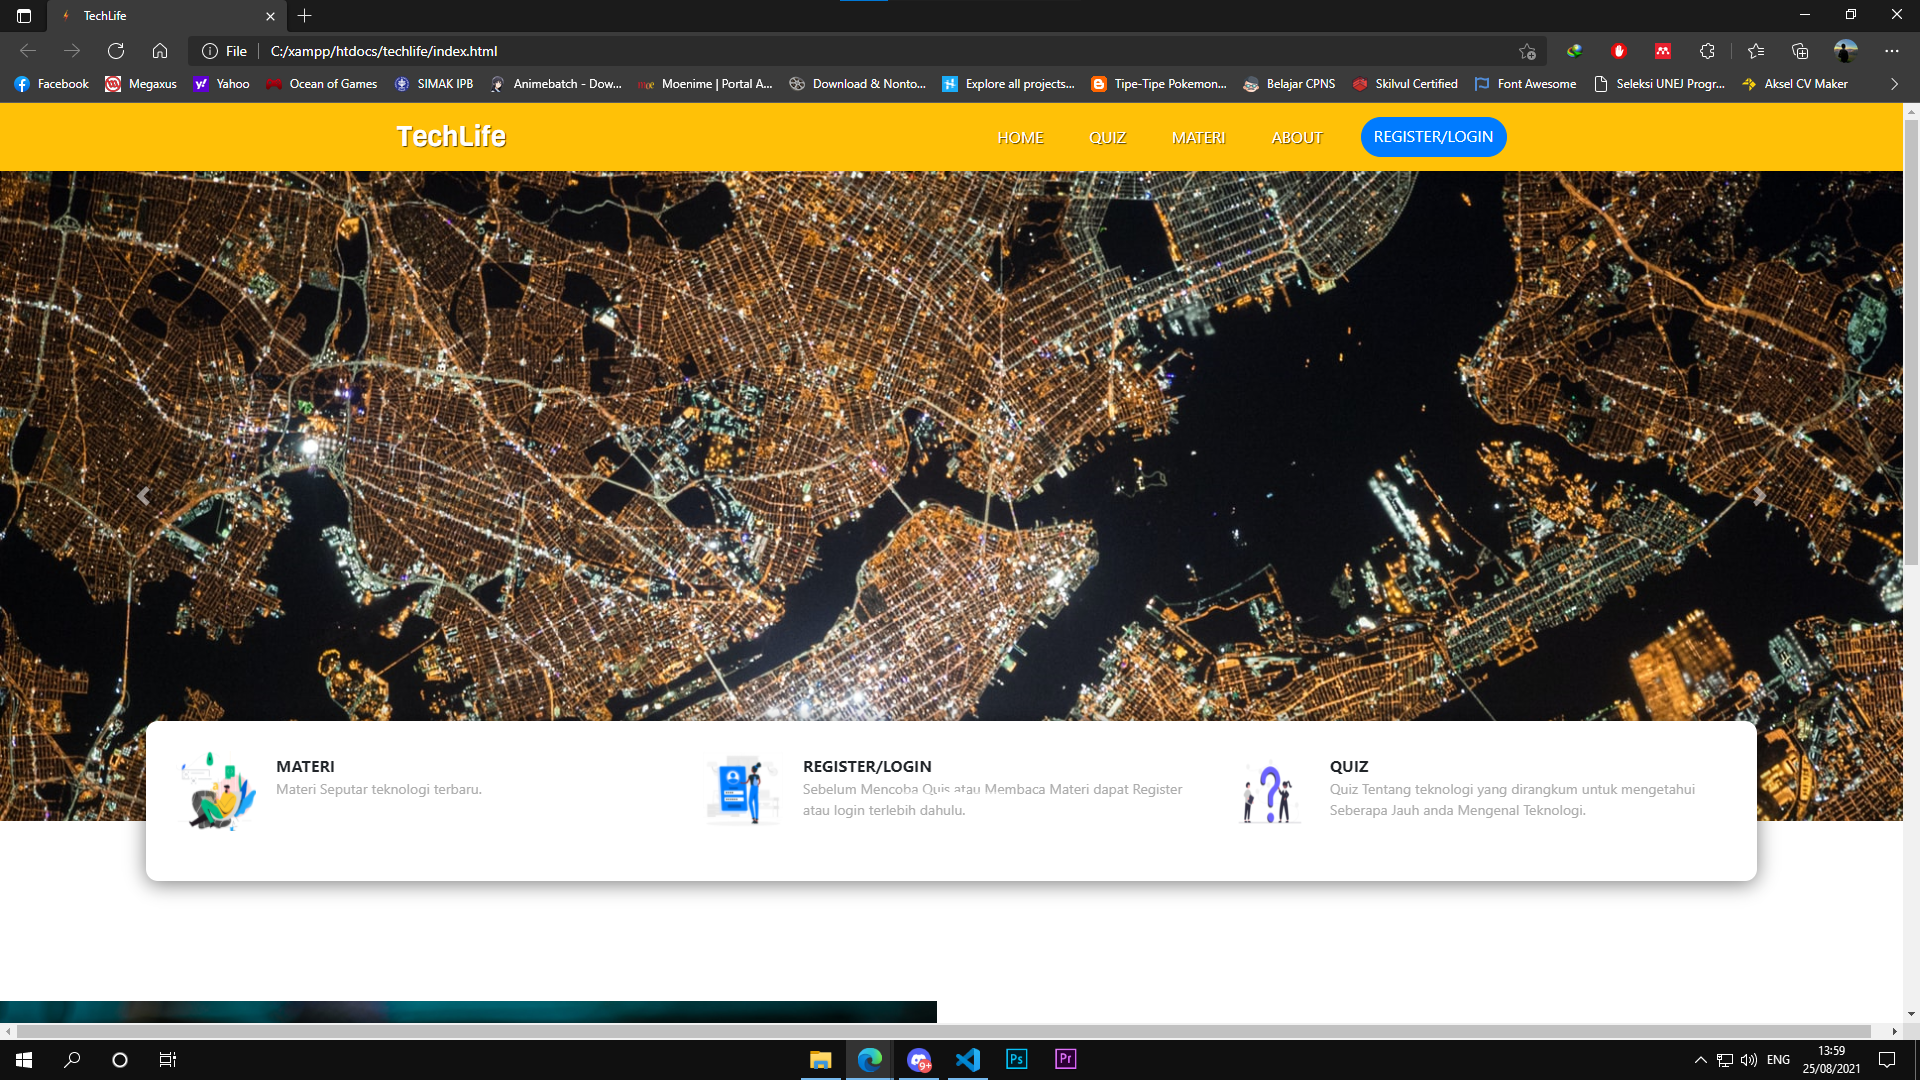 TechLife
File
C:/xampp/htdocs/techlife/index.html
Facebook
Megaxus
Yahoo
Ocean of Games
SIMAK IPB
Animebatch - Dow...
Moenime | Portal A...
Download & Nonto...
Explore all projects...
Tipe-Tipe Pokemon...
Belajar CPNS
Skilvul Certified
Font Awesome
Seleksi UNEJ Progr...
Aksel CV Maker
TechLife
HOME
QUIZ
MATERI
ABOUT
REGISTER/LOGIN
MATERI
Materi Seputar teknologi terbaru.
REGISTER/LOGIN
Sebelum Mencoba Quis atau Membaca Materi dapat Register
atau login terlebih dahulu.
QUIZ
Quiz Tentang teknologi yang dirangkum untuk mengetahui
Seberapa Jauh anda Mengenal Teknologi.
9+
Ps
Pr
ENG
13:59
25/08/2021